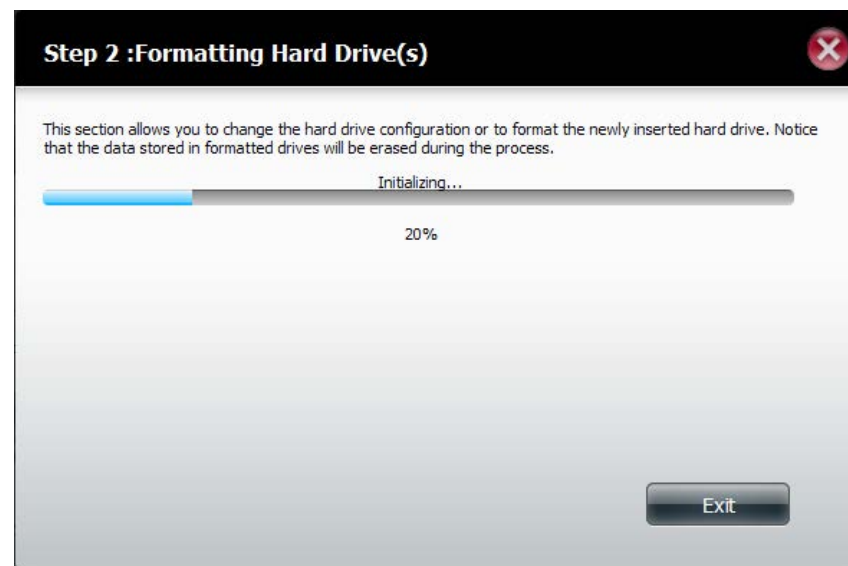 Step 2 :Formatting Hard Drive(s)
This section allows you to change the hard drive configuration or to format the newly inserted hard drive. Notice
that the data stored in formatted drives will be erased during the process.
Initializing...
20%
Exit